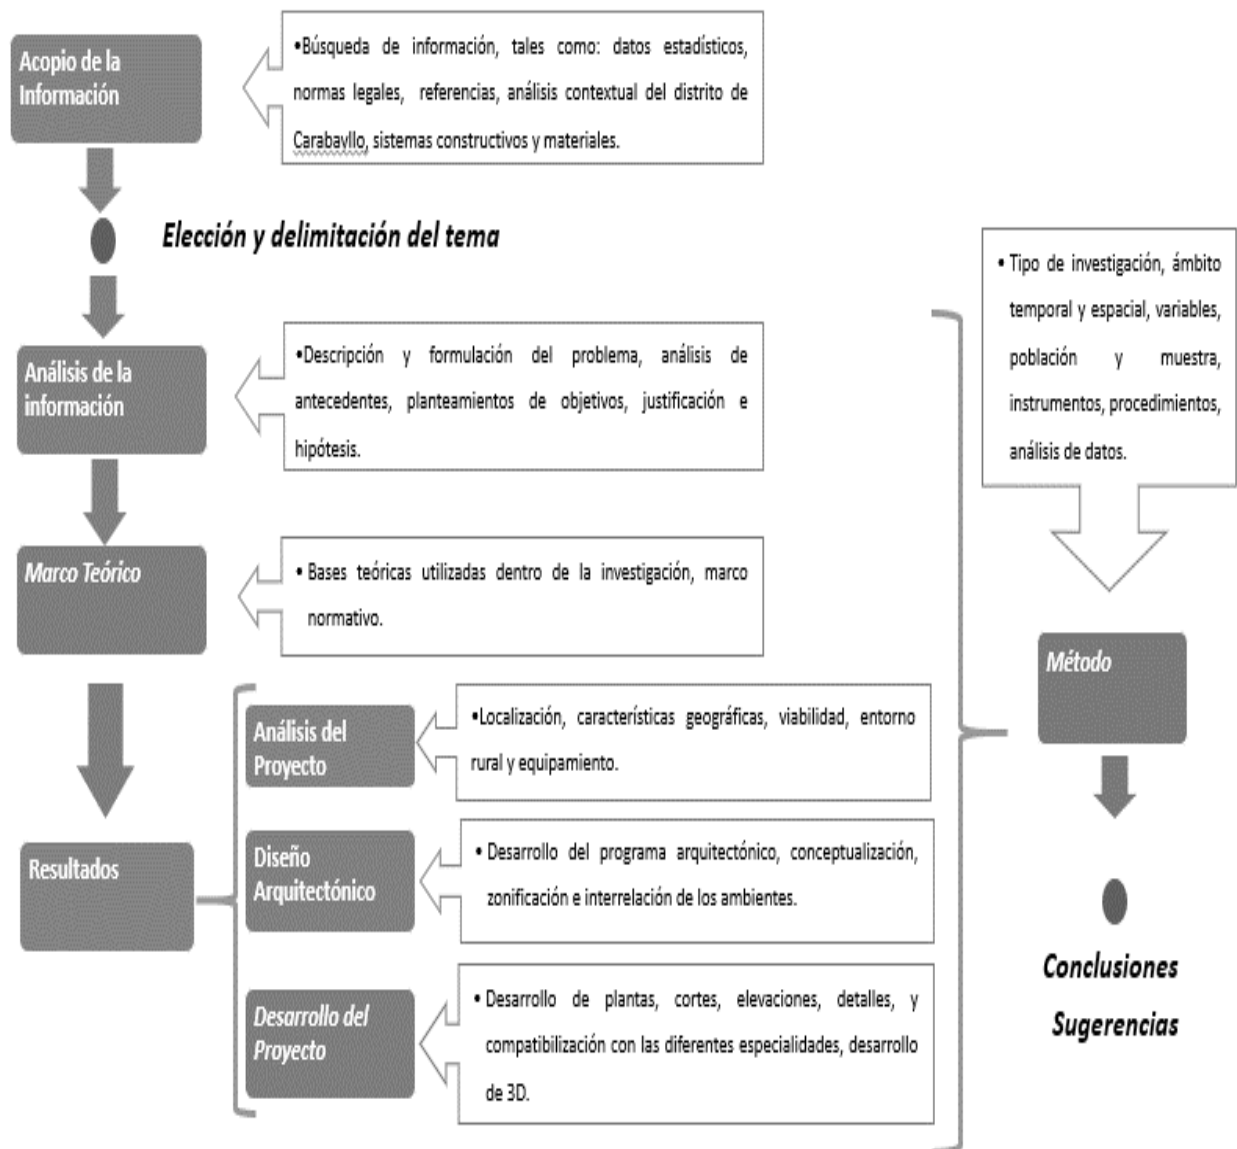 Acopio de la
Información
•Búsqueda de información, tales como: datos estadísticos,
normas legales, referencias, análisis contextual del distrito de
Carabayllo, sistemas constructivos y materiales.
Elección y delimitación del tema
Análisis de la
información
•Descripción y formulación del problema, análisis de
antecedentes, planteamientos de objetivos, justificación e
hipótesis.
Marco Teórico
• Bases teóricas utilizadas dentro de la investigación, marco
normativo.
Resultados
Análisis del
Proyecto
•Localización, características geográficas, viabilidad, entorno
rural y equipamiento.
Diseño
Arquitectónico
• Desarrollo del programa arquitectónico, conceptualización,
zonificación e interrelación de los ambientes.
Desarrollo del
Proyecto
• Desarrollo de plantas, cortes, elevaciones, detalles, y
compatibilización con las diferentes especialidades, desarrollo
de 3D.
• Tipo de investigación, ámbito
temporal y espacial, variables,
población y muestra,
instrumentos, procedimientos,
análisis de datos.
Método
Conclusiones
Sugerencias